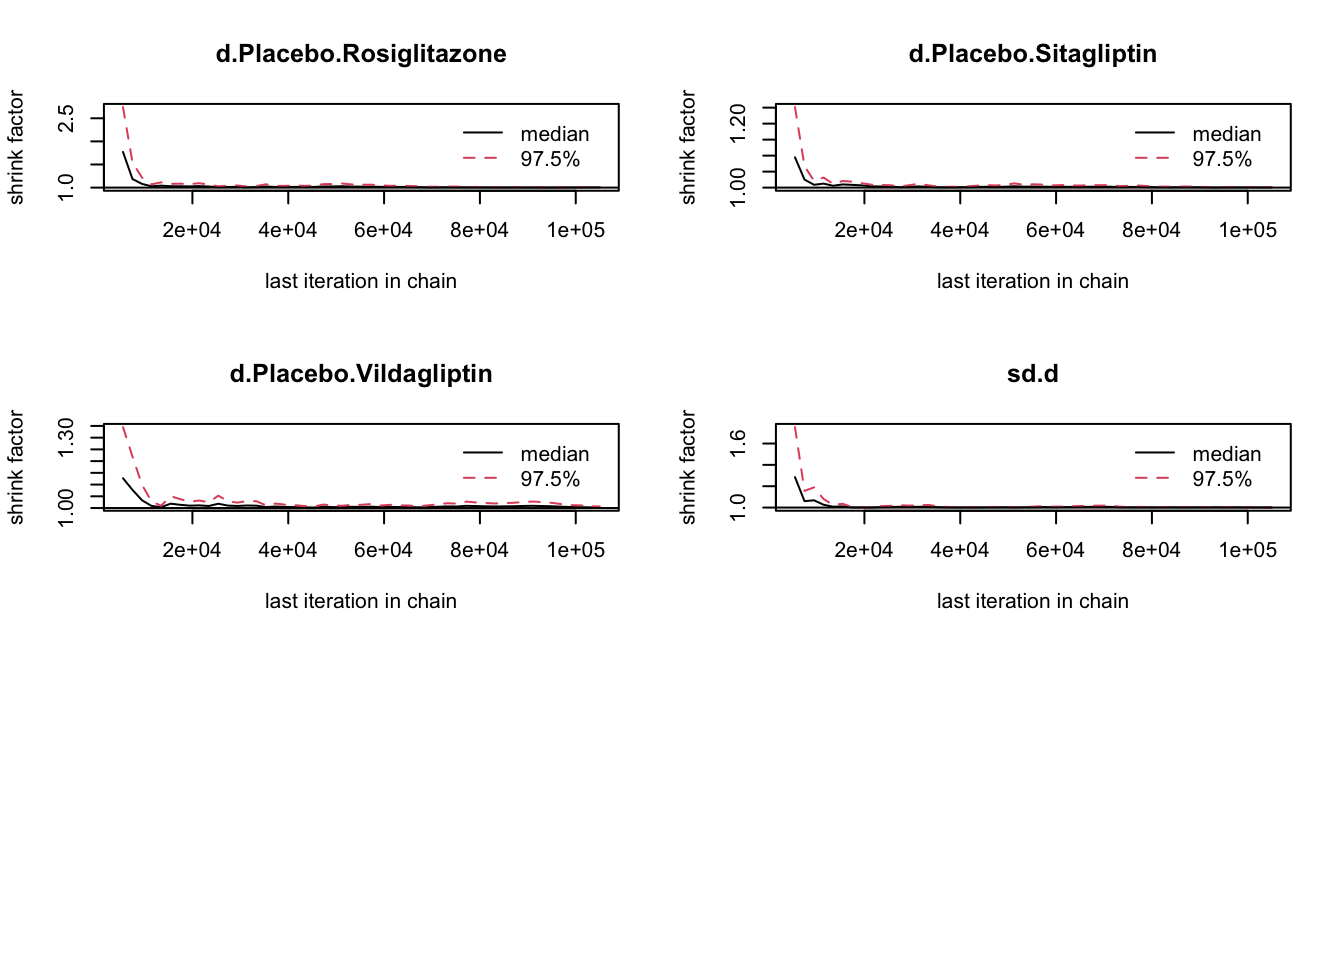 d.Placebo.Rosiglitazone
shrink factor
2.5
1.0
median
97.5%
2e+04 4e+04 6e+04 8e+04 1e+05
last iteration in chain
d.Placebo.Sitagliptin
shrink factor
1.20
1.00
median
97.5%
2e+04 4e+04 6e+04 8e+04 1e+05
last iteration in chain
d.Placebo.Vildagliptin
shrink factor
1.30
1.00
median
97.5%
2e+04 4e+04 6e+04 8e+04 1e+05
last iteration in chain
sd.d
shrink factor
1.6
1.0
median
97.5%
2e+04 4e+04 6e+04 8e+04 1e+05
last iteration in chain